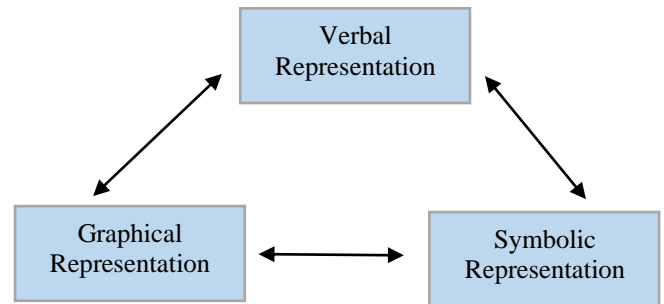 Verbal
Representation
Graphical
Representation
Symbolic
Representation